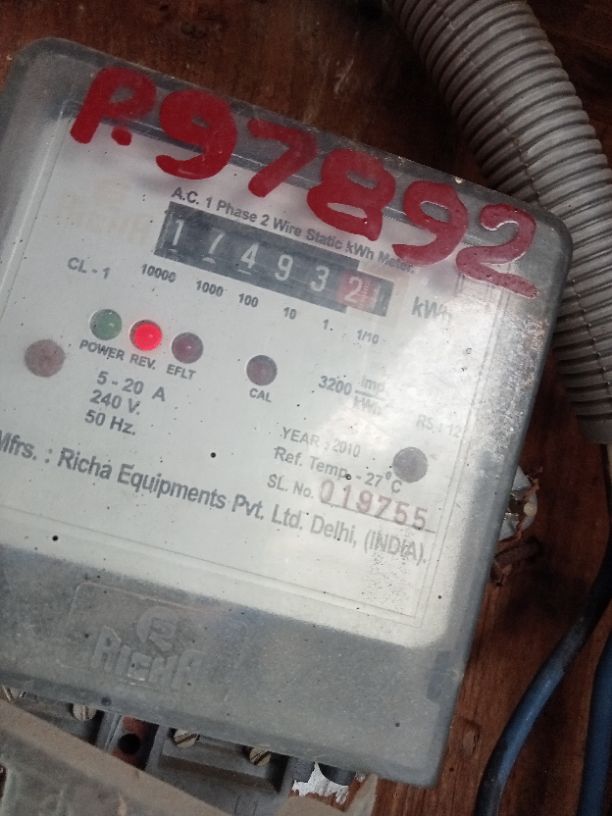 P.97892
A.C. 1 Phase 2 Wire Static kWh Meter.
174932 kWh
CL - 1 10000 1000 100 10 1. 1/10
POWER REV. EFLT CAL
5 - 20 A 3200 imp/kWh
240 V.
50 Hz.
YEAR : 2010
Ref. Temp. - 27°C
SL. No. 019755
Mfrs. : Richa Equipments Pvt. Ltd. Delhi, (INDIA).
RICHA